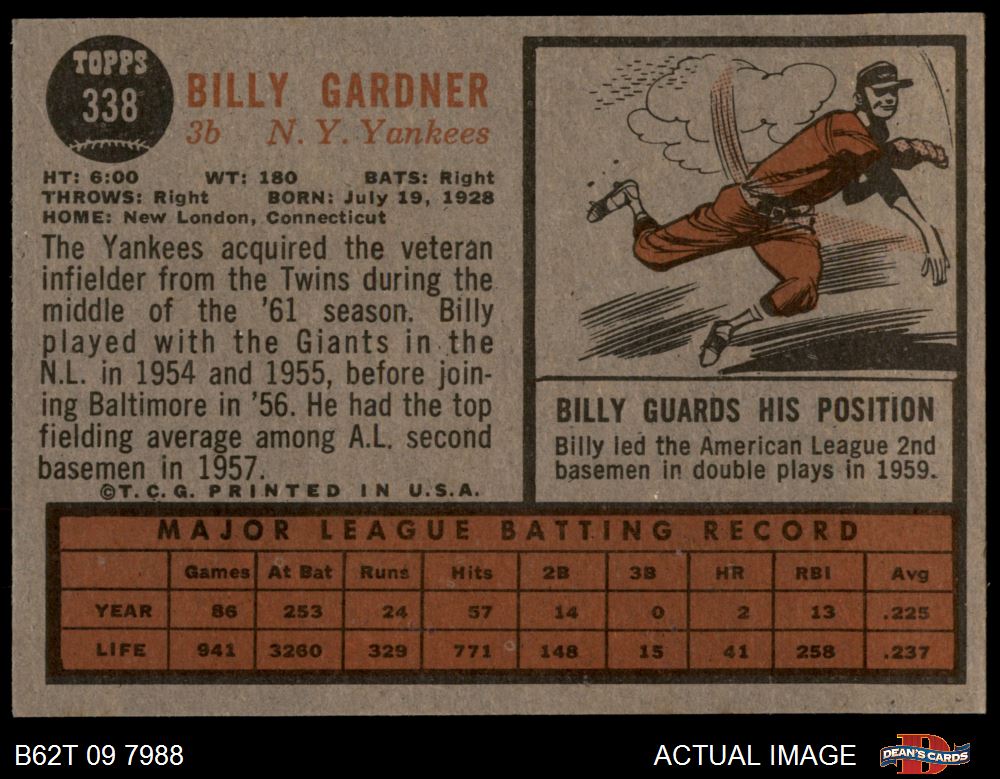 TOPPS
338
BILLY GARDNER
3b N. Y. Yankees
HT: 6:00 WT: 180 BATS: Right
THROWS: Right BORN: July 19, 1928
HOME: New London, Connecticut
The Yankees acquired the veteran
infielder from the Twins during the
middle of the '61 season. Billy
played with the Giants in the
N.L. in 1954 and 1955, before join-
ing Baltimore in '56. He had the top
fielding average among A.L. second
basemen in 1957.
©T.C.G. PRINTED IN U.S.A.
BILLY GUARDS HIS POSITION
Billy led the American League 2nd
basemen in double plays in 1959.
MAJOR LEAGUE BATTING RECORD
Games At Bat Runs Hits 2B 3B HR RBI Avg
YEAR 86 253 24 57 14 0 2 13 .225
LIFE 941 3260 329 771 148 15 41 258 .237
B62T 09 7988 ACTUAL IMAGE DEAN'S CARDS